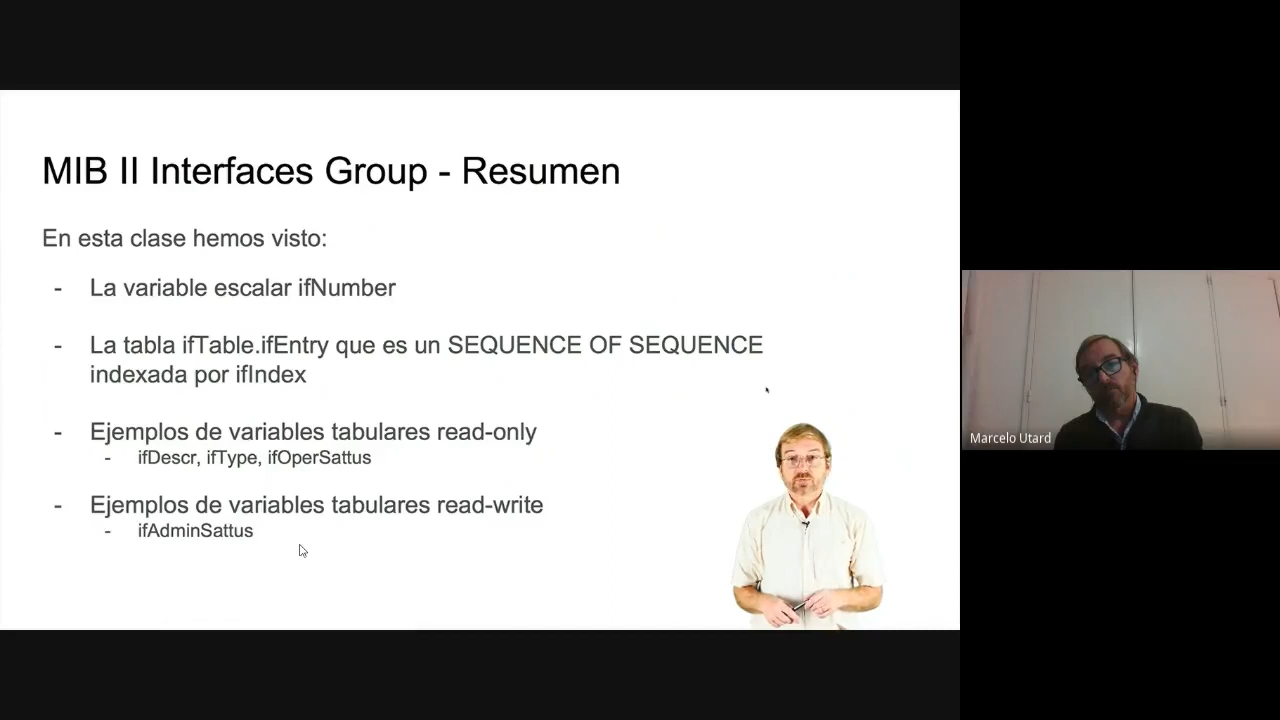 MIB II Interfaces Group - Resumen
En esta clase hemos visto:
- La variable escalar ifNumber
- La tabla ifTable.ifEntry que es un SEQUENCE OF SEQUENCE
indexada por ifIndex
- Ejemplos de variables tabulares read-only
- ifDescr, ifType, ifOperSattus
- Ejemplos de variables tabulares read-write
- ifAdminSattus
Marcelo Utard